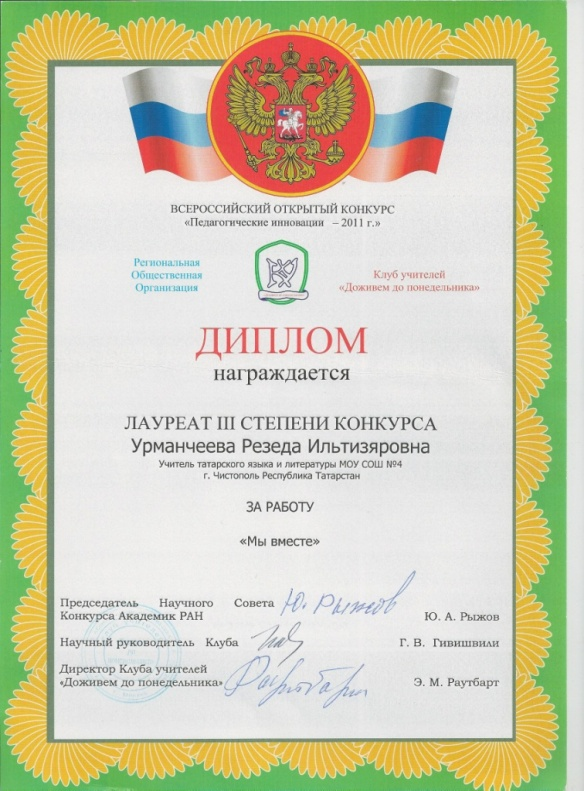 ВСЕРОССИЙСКИЙ ОТКРЫТЫЙ КОНКУРС
«Педагогические инновации – 2011 г.»
Региональная
Общественная
Организация
Клуб учителей
«Доживем до понедельника»
ДИПЛОМ
награждается
ЛАУРЕАТ III СТЕПЕНИ КОНКУРСА
Урманчеева Резеда Ильтизяровна
Учитель татарского языка и литературы МОУ СОШ №4
г. Чистополь Республика Татарстан
ЗА РАБОТУ
«Мы вместе»
Председатель Научного Совета
Конкурса Академик РАН
Ю. Рыжов
Ю. А. Рыжов
Научный руководитель Клуба
Г. В. Гивишвили
Директор Клуба учителей
«Доживем до понедельника»
Э. М. Раутбарт